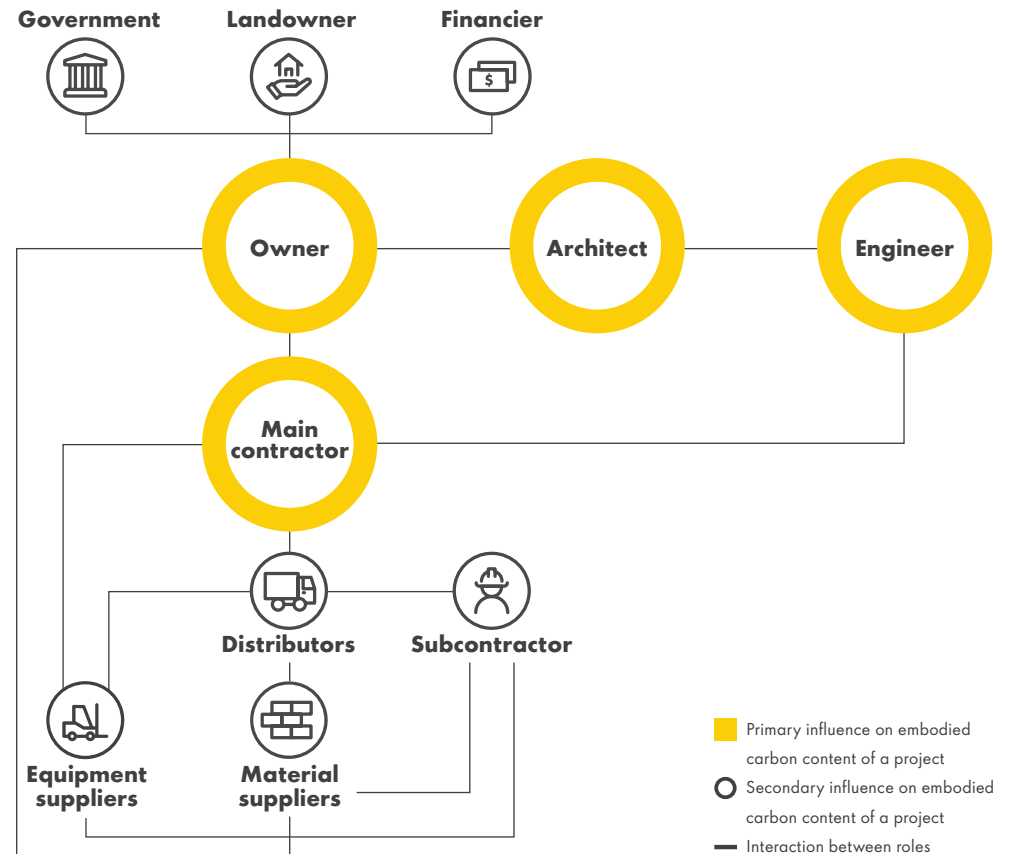 Government
Landowner
Financier
$
Owner
Architect
Engineer
Main
contractor
Distributors
Subcontractor
Equipment
suppliers
Material
suppliers
Primary influence on embodied
carbon content of a project
Secondary influence on embodied
carbon content of a project
Interaction between roles